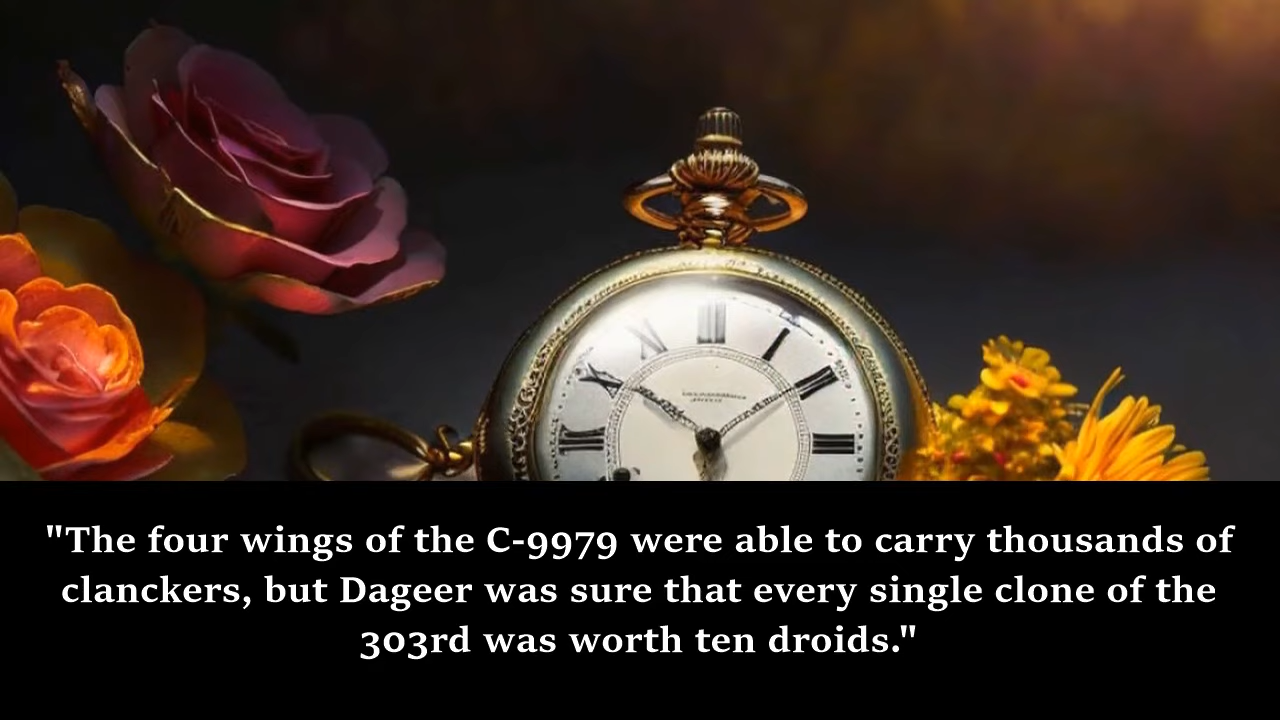 "The four wings of the C-9979 were able to carry thousands of
clanckers, but Dageer was sure that every single clone of the
303rd was worth ten droids."